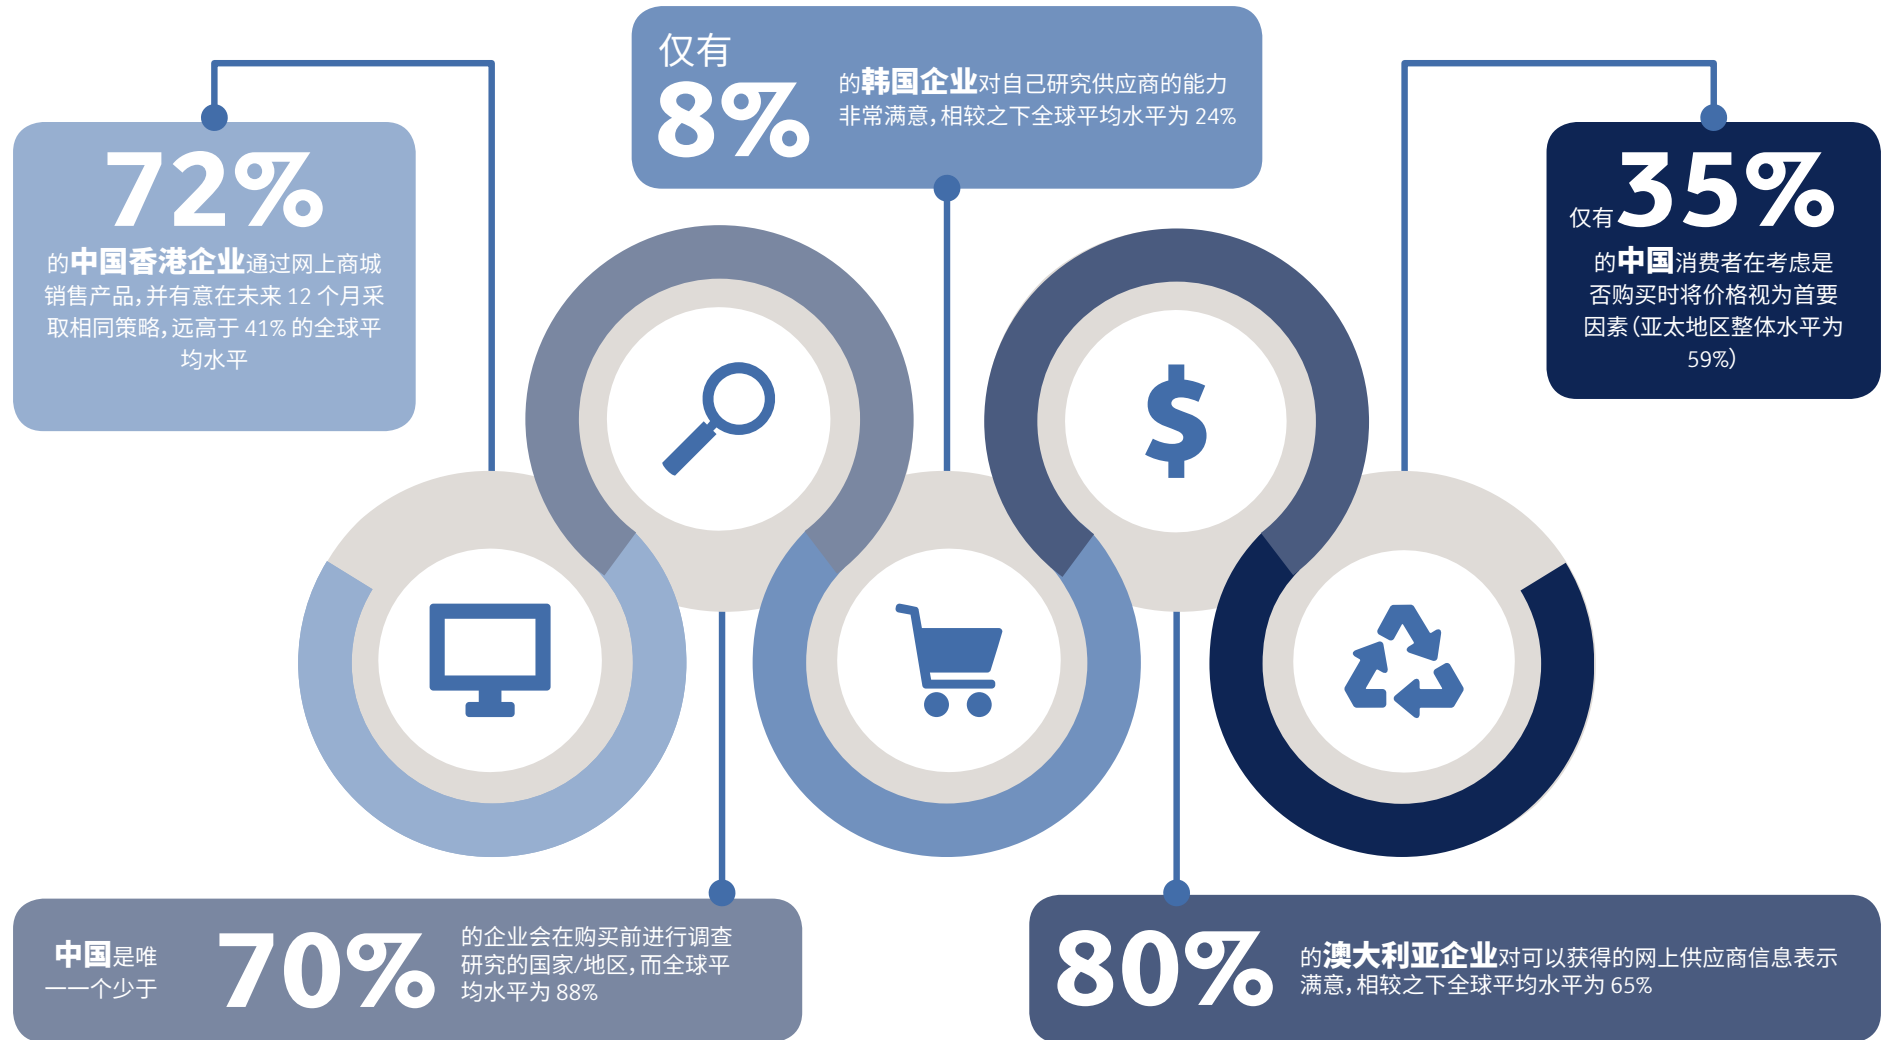 72%
的中国香港企业通过网上商城
销售产品，并有意在未来 12 个月采
取相同策略，远高于 41% 的全球平
均水平
仅有
8%
的韩国企业对自己研究供应商的能力
非常满意，相较之下全球平均水平为 24%
仅有35%
的中国消费者在考虑是
否购买时将价格视为首要
因素（亚太地区整体水平为
59%）
$
中国是唯
一一个少于
70%
的企业会在购买前进行调查
研究的国家/地区，而全球平
均水平为 88%
80%
的澳大利亚企业对可以获得的网上供应商信息表示
满意，相较之下全球平均水平为 65%